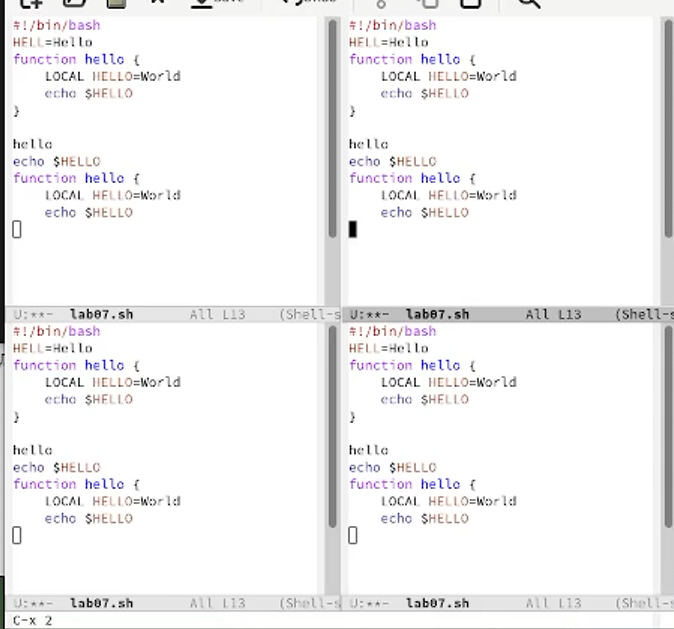 Save
Undo
#!/bin/bash
HELL=Hello
function hello {
    LOCAL HELLO=World
    echo $HELLO
}
hello
echo $HELLO
function hello {
    LOCAL HELLO=World
    echo $HELLO
U:**-  lab07.sh       All L13    (Shell-s
#!/bin/bash
HELL=Hello
function hello {
    LOCAL HELLO=World
    echo $HELLO
}
hello
echo $HELLO
function hello {
    LOCAL HELLO=World
    echo $HELLO
U:**-  lab07.sh       All L13    (Shell-s
#!/bin/bash
HELL=Hello
function hello {
    LOCAL HELLO=World
    echo $HELLO
}
hello
echo $HELLO
function hello {
    LOCAL HELLO=World
    echo $HELLO
U:**-  lab07.sh       All L13    (Shell-s
#!/bin/bash
HELL=Hello
function hello {
    LOCAL HELLO=World
    echo $HELLO
}
hello
echo $HELLO
function hello {
    LOCAL HELLO=World
    echo $HELLO
U:**-  lab07.sh       All L13    (Shell-s
C-x 2